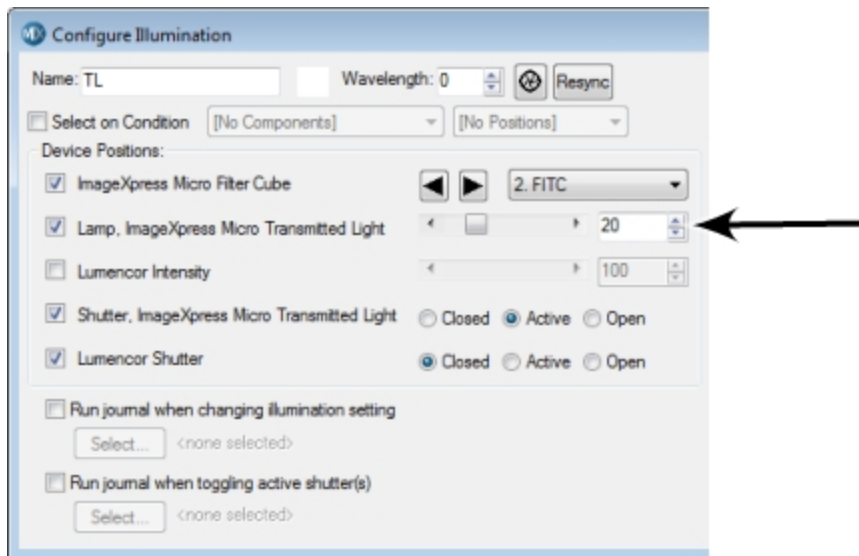 MX Configure Illumination
Name: TL Wavelength: 0 Resync
Select on Condition [No Components] [No Positions]
Device Positions:
ImageXpress Micro Filter Cube 2. FITC
Lamp, ImageXpress Micro Transmitted Light 20
Lumencor Intensity 100
Shutter, ImageXpress Micro Transmitted Light Closed Active Open
Lumencor Shutter Closed Active Open
Run journal when changing illumination setting
Select... <none selected>
Run journal when toggling active shutter(s)
Select... <none selected>